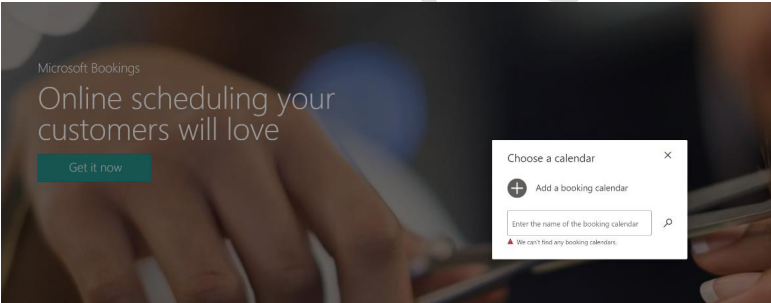 Microsoft Bookings
Online scheduling your
customers will love
Get it now
Choose a calendar
Add a booking calendar
Enter the name of the booking calendar
We can't find any booking calendars.